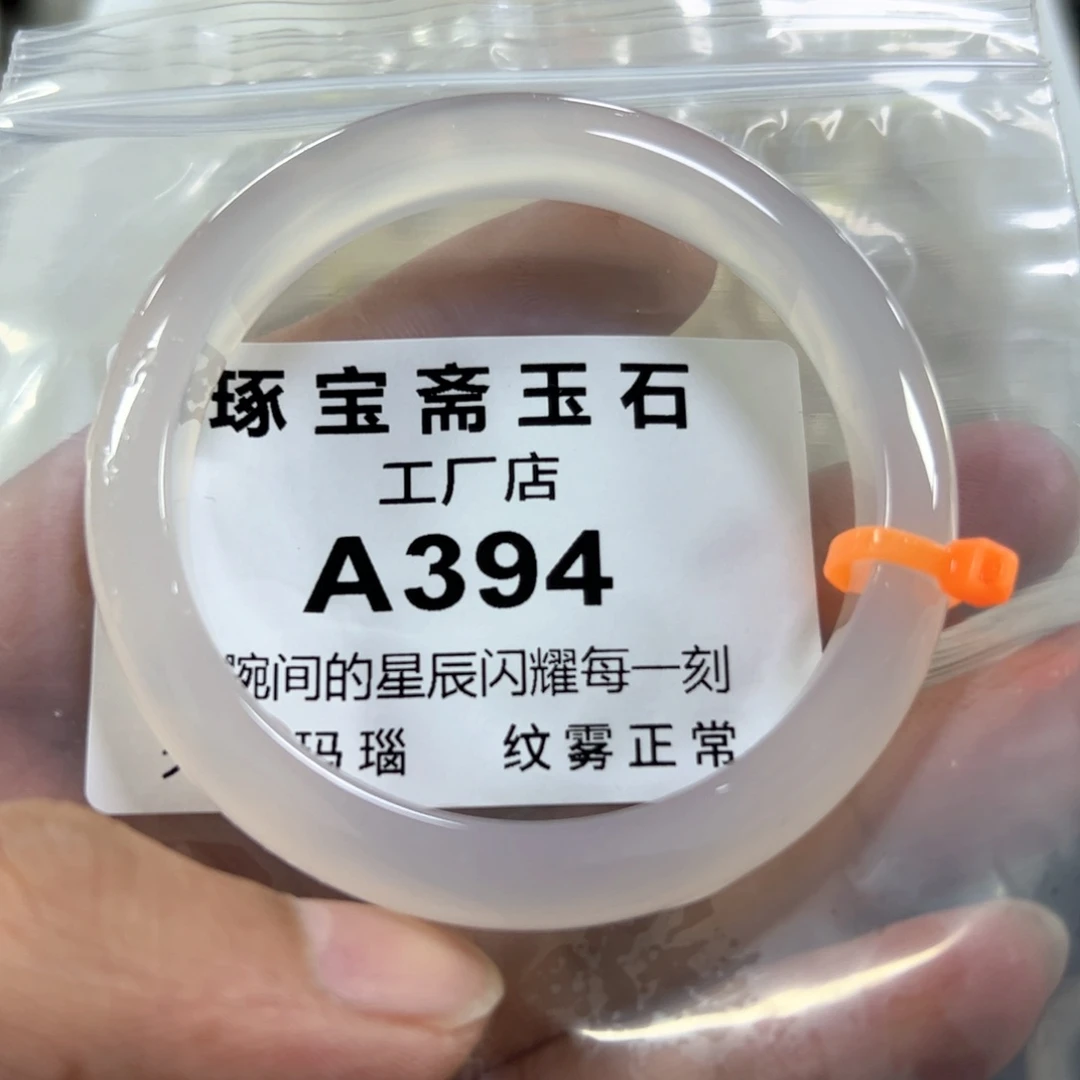 琢宝斋玉石
工厂店
A394
腕间的星辰闪耀每一刻
玛瑙 纹雾正常